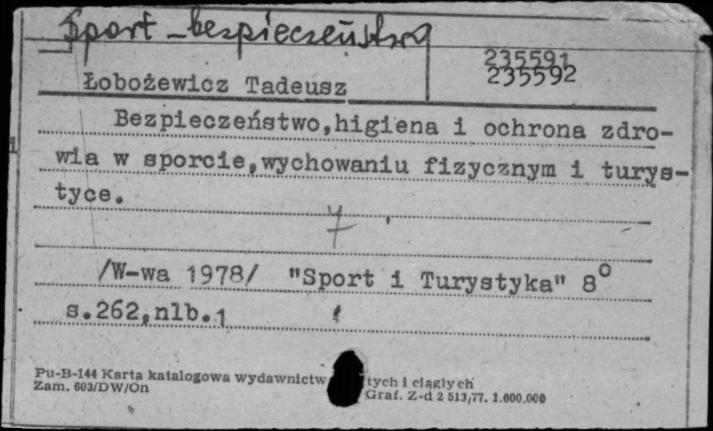 Sport - bezpieczeństwo
235591
235592
Łobożewicz Tadeusz
Bezpieczeństwo,higiena i ochrona zdro-
wia w sporcie,wychowaniu fizycznym i turys-
tyce.
/W-wa 1978/ "Sport i Turystyka" 8°
s.262,nlb.1
Pu-B-144 Karta katalogowa wydawnictw tych i ciągłych
Zam. 603/DW/On
Graf. Z-d 2 513/77. 1.000.000